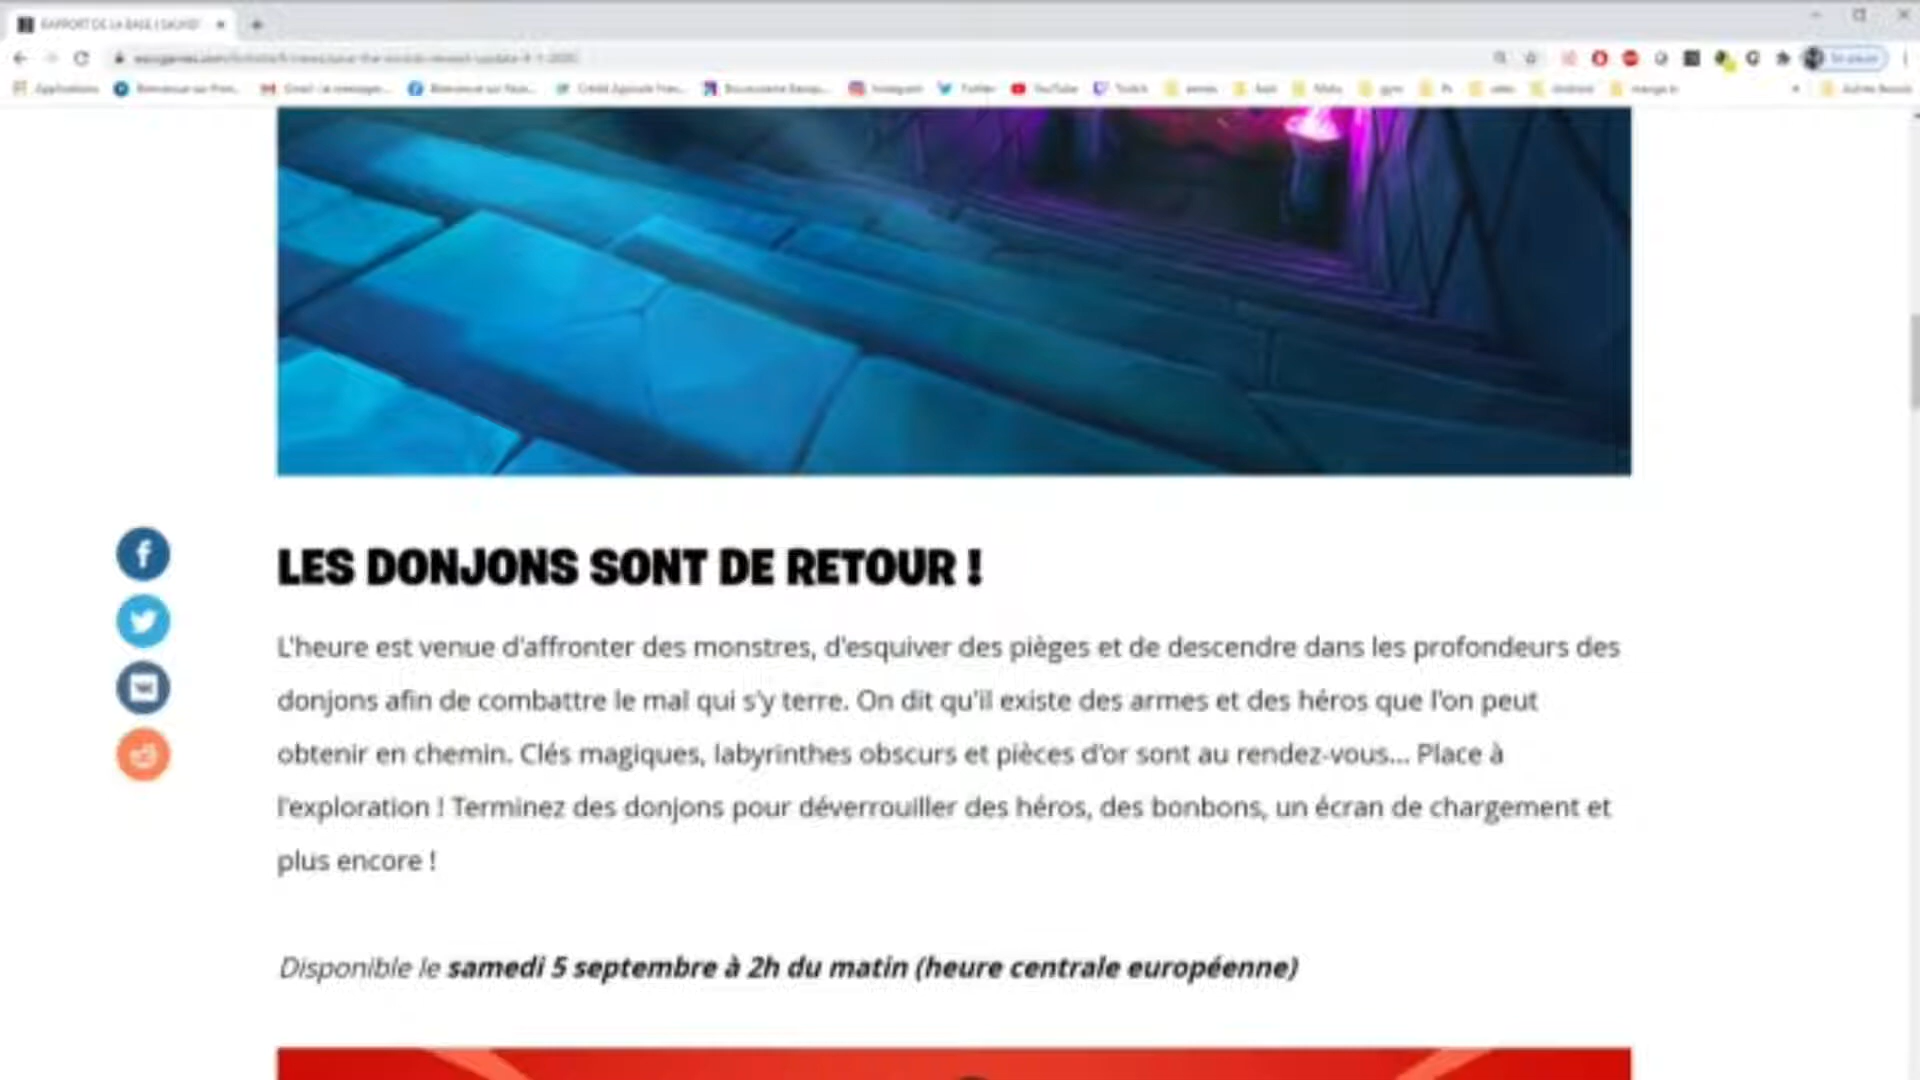 Applications
YouTube
Twitch
LES DONJONS SONT DE RETOUR !
L'heure est venue d'affronter des monstres, d'esquiver des pièges et de descendre dans les profondeurs des
donjons afin de combattre le mal qui s'y terre. On dit qu'il existe des armes et des héros que l'on peut
obtenir en chemin. Clés magiques, labyrinthes obscurs et pièces d'or sont au rendez-vous... Place à
l'exploration ! Terminez des donjons pour déverrouiller des héros, des bonbons, un écran de chargement et
plus encore !
Disponible le samedi 5 septembre à 2h du matin (heure centrale européenne)